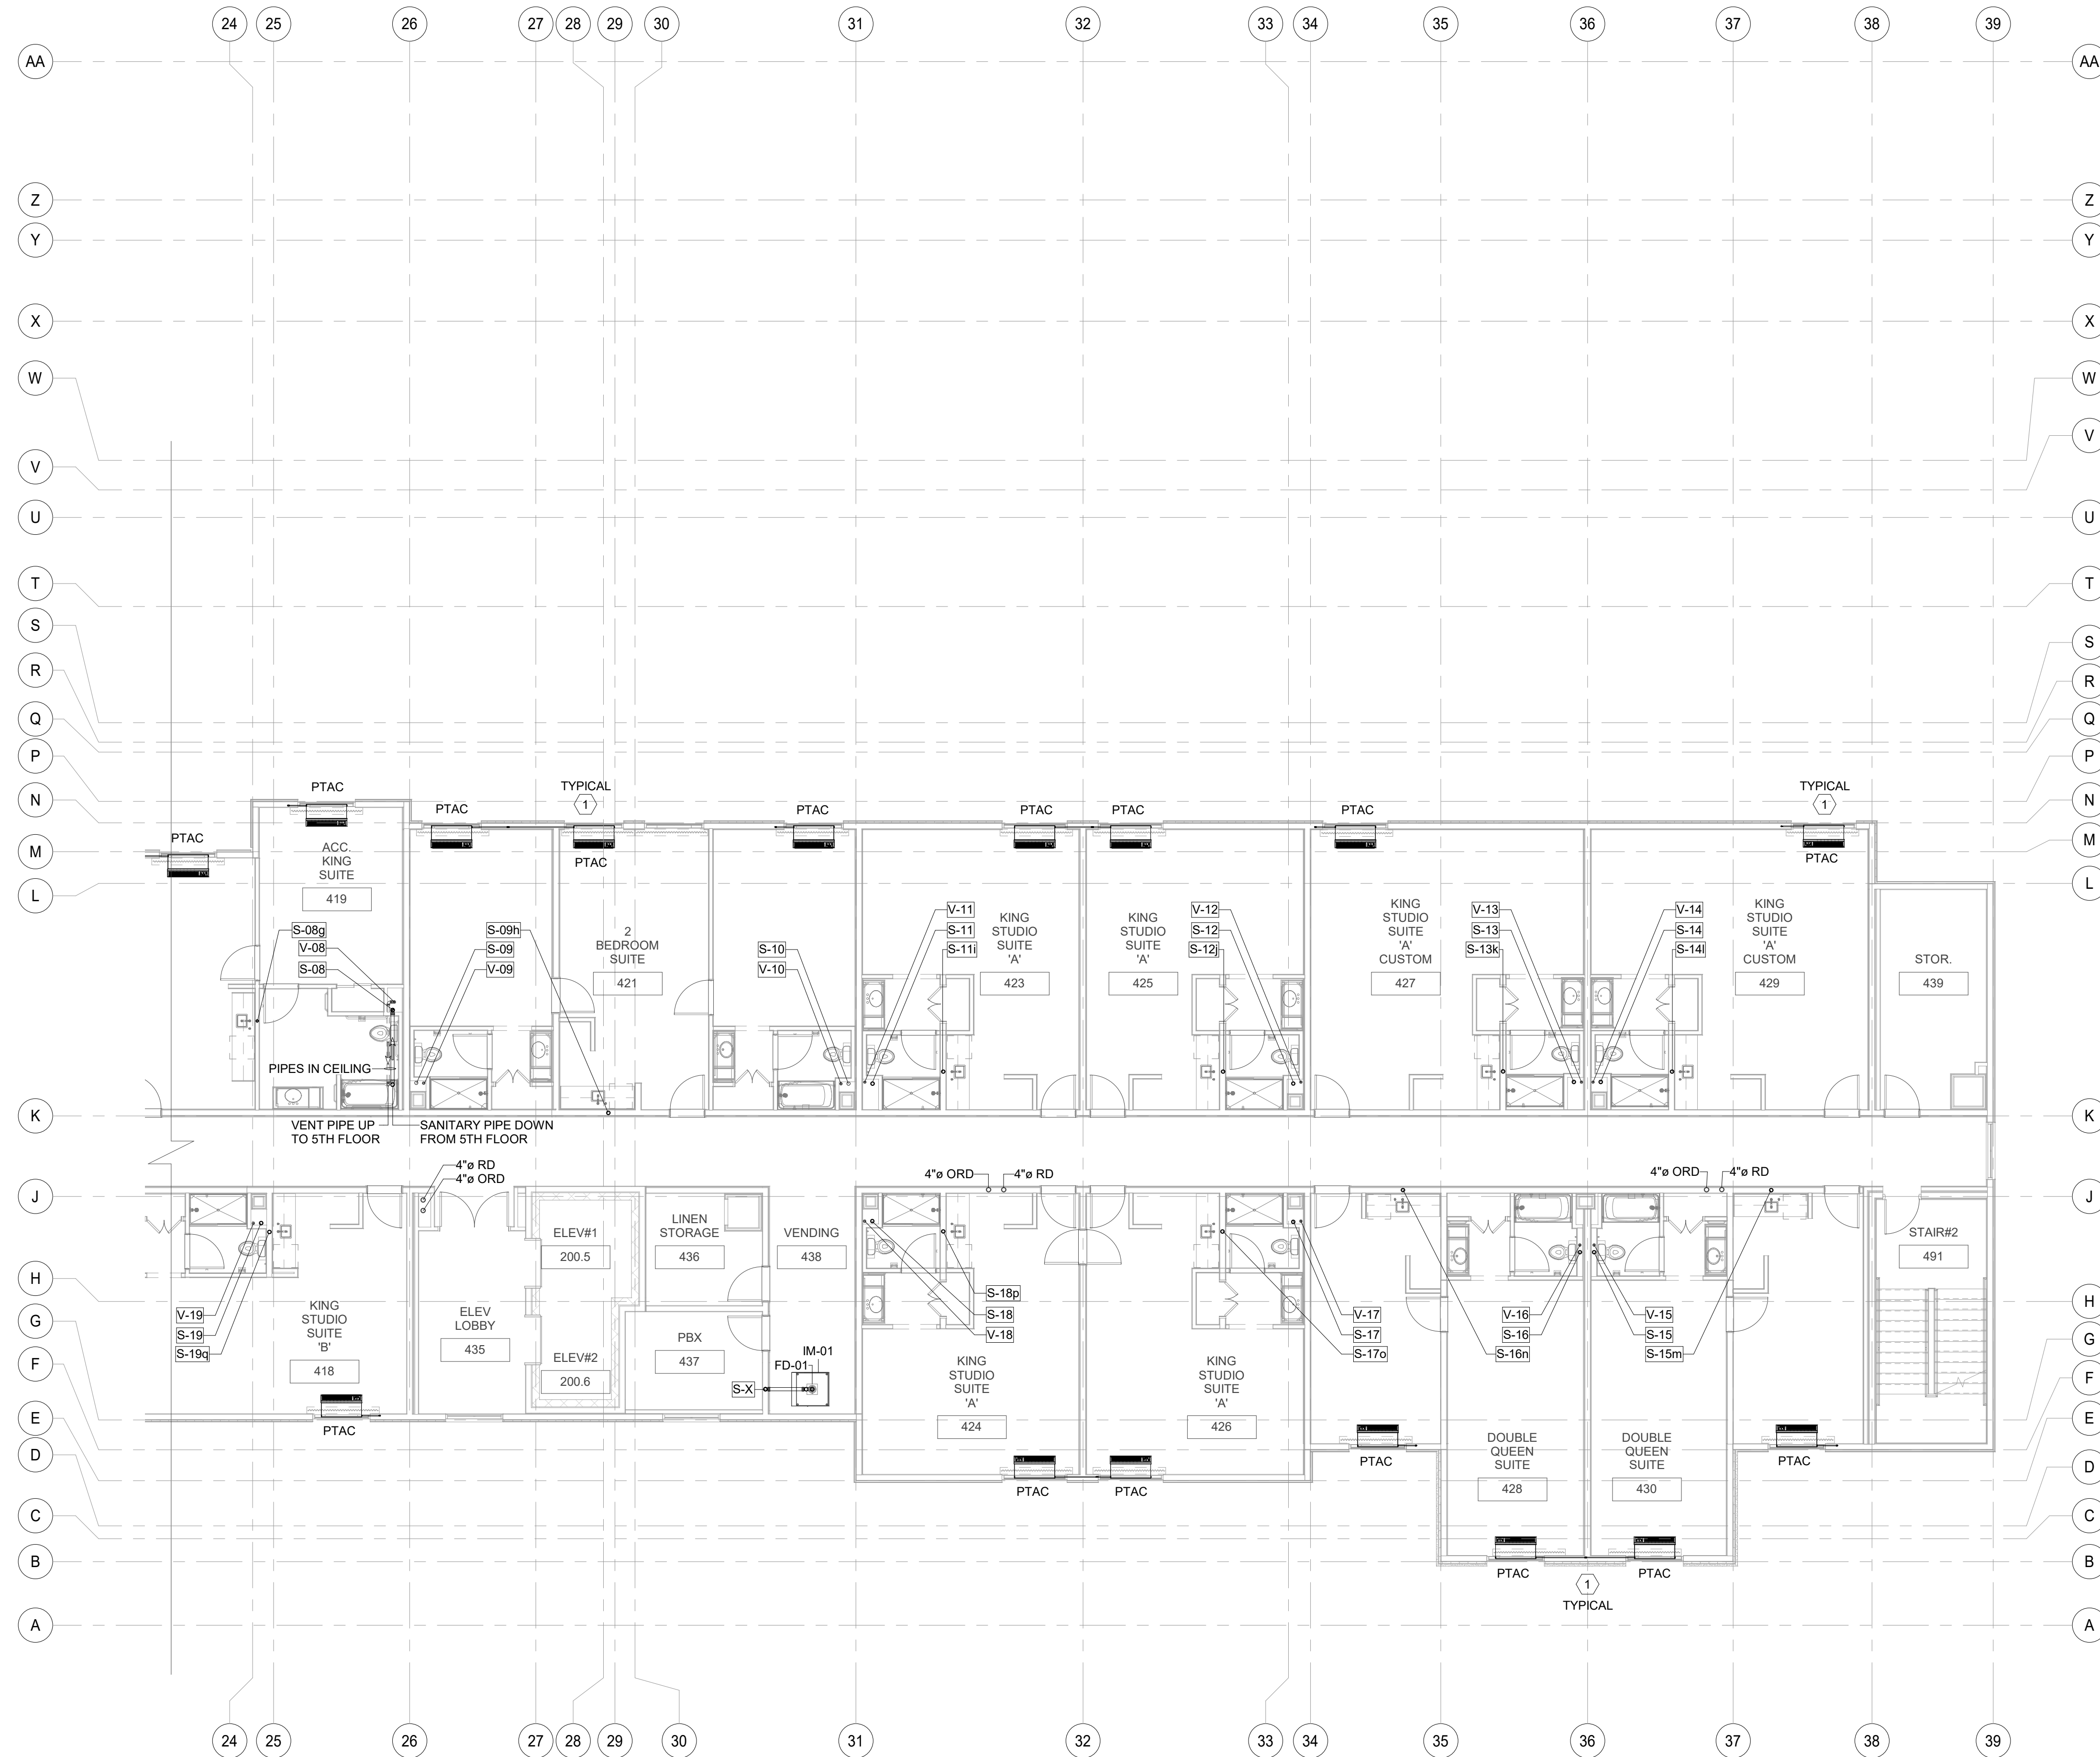 24 25 26 27 28 29 30 31 32 33 34 35 36 37 38 39
AA AA
Z Z
Y Y
X X
W W
V V
U U
T T
S S
R R
Q Q
P P
N N
M M
L L
K K
J J
H H
G G
F F
E E
D D
C C
B B
A A
PTAC
PTAC
ACC.
KING
SUITE
419
S-08g
V-08
S-08
PIPES IN CEILING
VENT PIPE UP
TO 5TH FLOOR
SANITARY PIPE DOWN
FROM 5TH FLOOR
PTAC
S-09h
S-09
V-09
TYPICAL
1
PTAC
2
BEDROOM
SUITE
421
PTAC
S-10
V-10
V-11
S-11
S-11i
PTAC
KING
STUDIO
SUITE
'A'
423
PTAC
KING
STUDIO
SUITE
'A'
425
V-12
S-12
S-12j
PTAC
KING
STUDIO
SUITE
'A'
CUSTOM
427
V-13
S-13
S-13k
V-14
S-14
S-14l
KING
STUDIO
SUITE
'A'
CUSTOM
429
TYPICAL
1
PTAC
STOR.
439
V-19
S-19
S-19q
KING
STUDIO
SUITE
'B'
418
PTAC
4"ø RD
4"ø ORD
ELEV
LOBBY
435
ELEV#1
200.5
ELEV#2
200.6
LINEN
STORAGE
436
PBX
437
VENDING
438
S-X
FD-01
IM-01
4"ø ORD
4"ø RD
S-18p
S-18
V-18
KING
STUDIO
SUITE
'A'
424
PTAC
KING
STUDIO
SUITE
'A'
426
PTAC
V-17
S-17
S-17o
PTAC
V-16
S-16
S-16n
DOUBLE
QUEEN
SUITE
428
PTAC
4"ø ORD
4"ø RD
V-15
S-15
S-15m
DOUBLE
QUEEN
SUITE
430
PTAC
1
TYPICAL
PTAC
STAIR#2
491
24 25 26 27 28 29 30 31 32 33 34 35 36 37 38 39